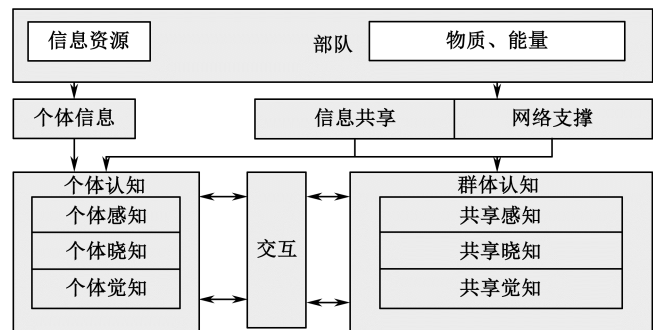 信息资源
部队
物质、能量
个体信息
信息共享
网络支撑
个体认知
个体感知
个体晓知
个体觉知
交互
群体认知
共享感知
共享晓知
共享觉知